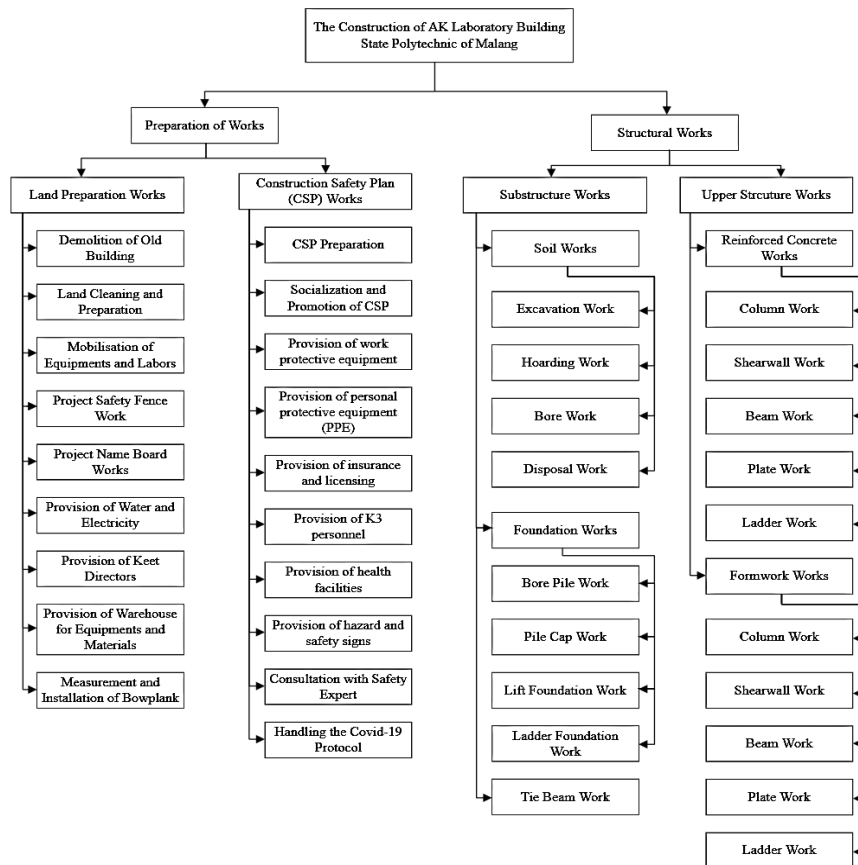 The Construction of AK Laboratory Building
State Polytechnic of Malang
Preparation of Works
Structural Works
Land Preparation Works
Construction Safety Plan
(CSP) Works
Substructure Works
Upper Strcuture Works
Demolition of Old
Building
Land Cleaning and
Preparation
Mobilisation of
Equipments and Labors
Project Safety Fence
Work
Project Name Board
Works
Provision of Water and
Electricity
Provision of Keet
Directors
Provision of Warehouse
for Equipments and
Materials
Measurement and
Installation of Bowplank
CSP Preparation
Socialization and
Promotion of CSP
Provision of work
protective equipment
Provision of personal
protective equipment
(PPE)
Provision of insurance
and licensing
Provision of K3
personnel
Provision of health
facilities
Provision of hazard and
safety signs
Consultation with Safety
Expert
Handling the Covid-19
Protocol
Soil Works
Excavation Work
Hoarding Work
Bore Work
Disposal Work
Foundation Works
Bore Pile Work
Pile Cap Work
Lift Foundation Work
Ladder Foundation
Work
Tie Beam Work
Reinforced Concrete
Works
Column Work
Shearwall Work
Beam Work
Plate Work
Ladder Work
Formwork Works
Column Work
Shearwall Work
Beam Work
Plate Work
Ladder Work